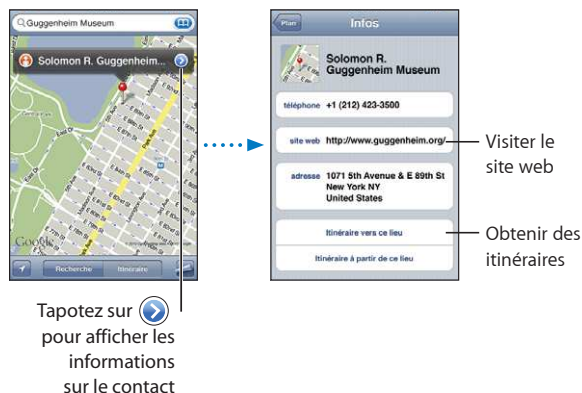 Guggenheim Museum
Solomon R. Guggenheim...
Google
Recherche
Itinéraire
Tapotez sur
pour afficher les
informations
sur le contact
Plan
Infos
Solomon R.
Guggenheim Museum
téléphone +1 (212) 423-3500
site web http://www.guggenheim.org/
adresse 1071 5th Avenue & E 89th St
New York NY
United States
Itinéraire vers ce lieu
Itinéraire à partir de ce lieu
Visiter le
site web
Obtenir des
itinéraires